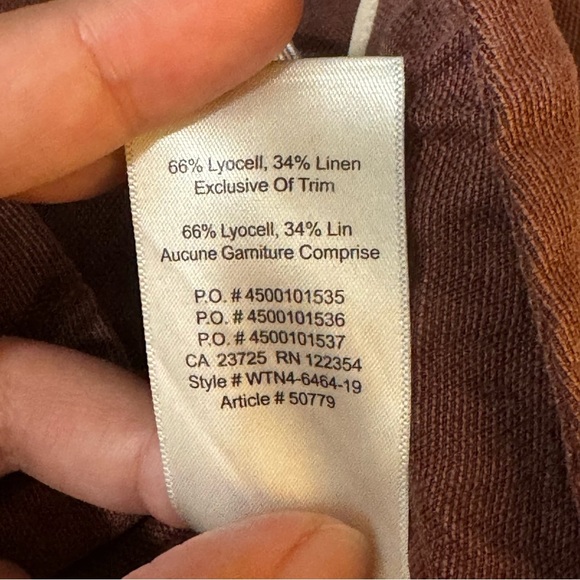 66% Lyocell, 34% Linen
Exclusive Of Trim
66% Lyocell, 34% Lin
Aucune Garniture Comprise
P.O. # 4500101535
P.O. # 4500101536
P.O. # 4500101537
CA 23725 RN 122354
Style # WTN4-6464-19
Article # 50779